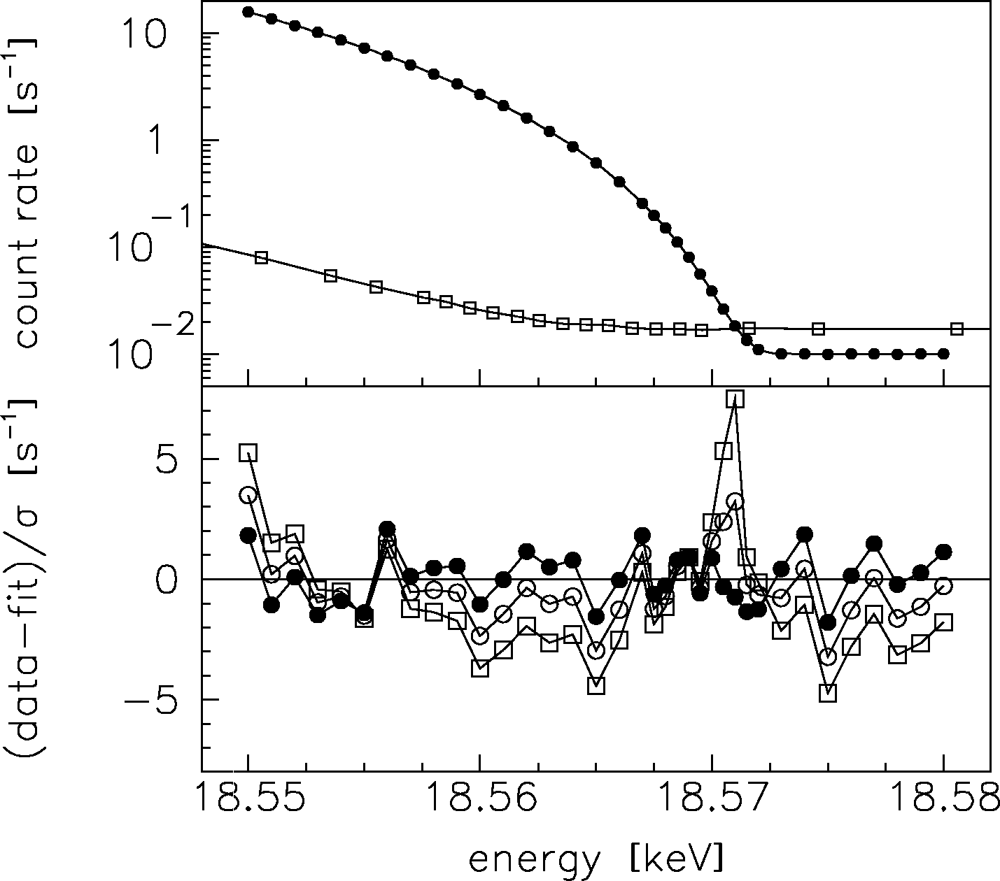 count rate [s⁻¹]
10
1
10⁻¹
10⁻²
(data−fit)/σ [s⁻¹]
5
0
−5
18.55 18.56 18.57 18.58
energy [keV]